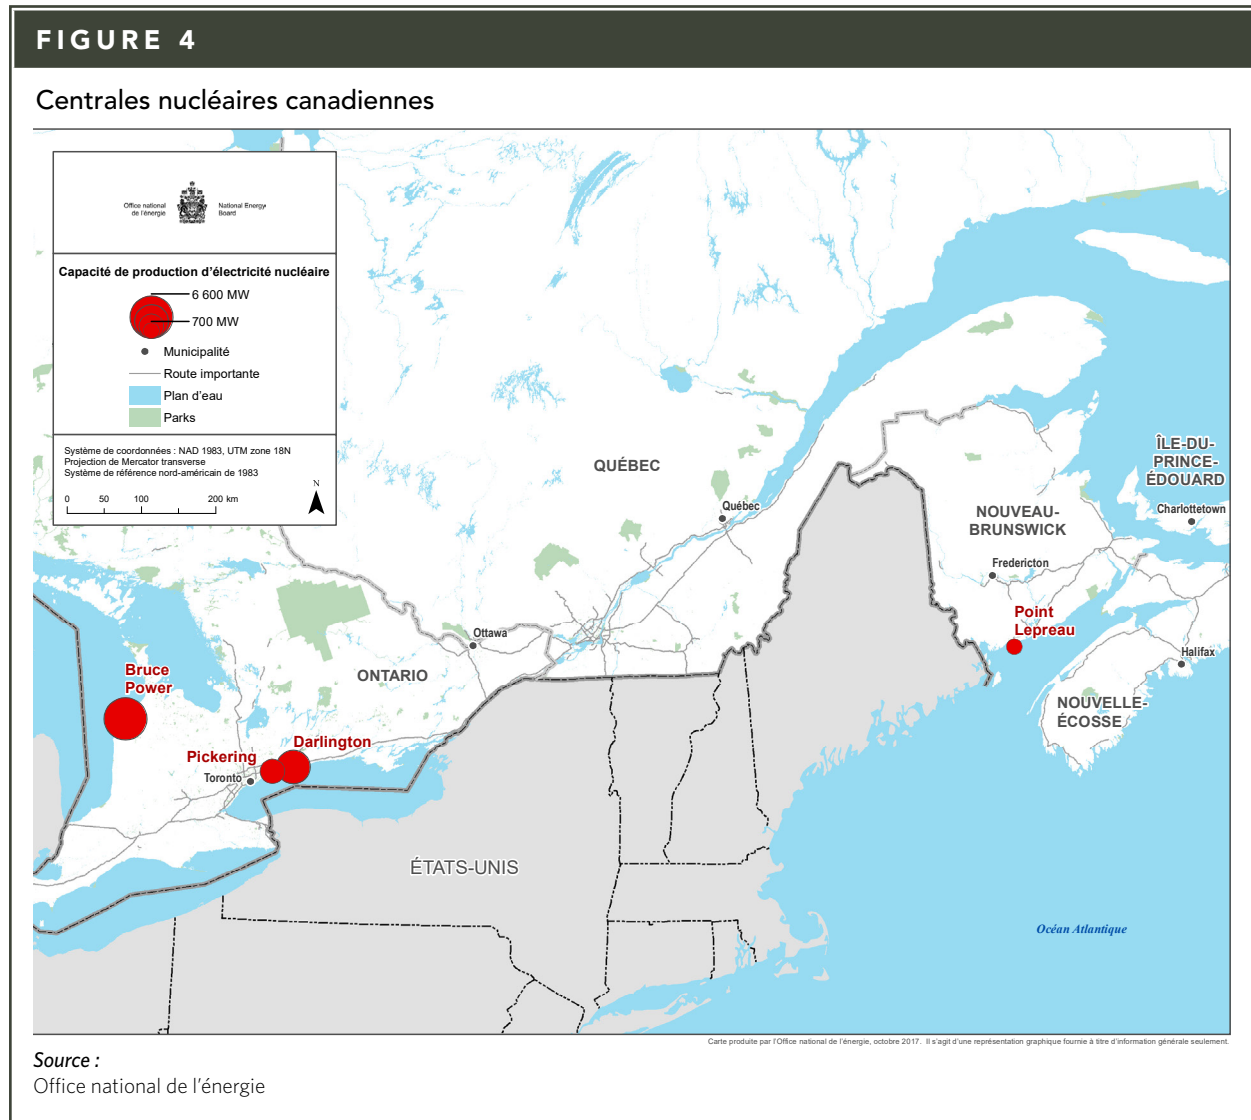 FIGURE 4
Centrales nucléaires canadiennes
Office national
de l'énergie
National Energy
Board
Capacité de production d'électricité nucléaire
6 600 MW
700 MW
Municipalité
Route importante
Plan d'eau
Parks
Système de coordonnées : NAD 1983, UTM zone 18N
Projection de Mercator transverse
Système de référence nord-américain de 1983
0 50 100 200 km
N
QUÉBEC
Québec
ÎLE-DU-
PRINCE-
ÉDOUARD
Charlottetown
NOUVEAU-
BRUNSWICK
Fredericton
Point
Lepreau
Halifax
NOUVELLE-
ÉCOSSE
Ottawa
ONTARIO
Bruce
Power
Pickering
Darlington
Toronto
ÉTATS-UNIS
Océan Atlantique
Carte produite par l'Office national de l'énergie, octobre 2017. Il s'agit d'une représentation graphique fournie à titre d'information générale seulement.
Source :
Office national de l'énergie